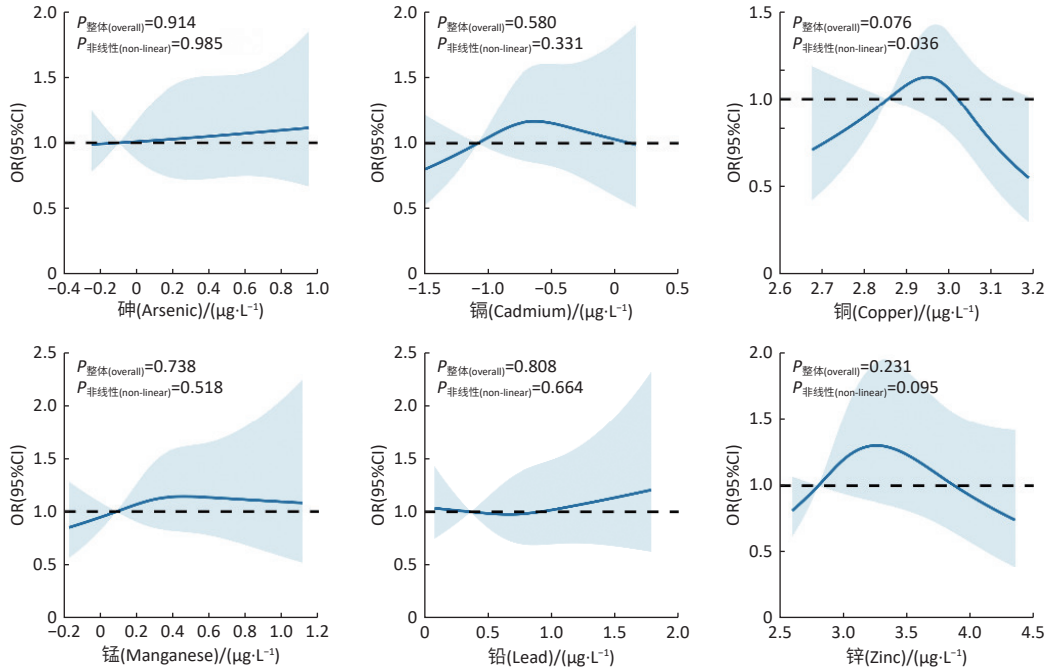 P整体(overall)=0.914
P非线性(non-linear)=0.985
OR(95%CI)
2.0
1.5
1.0
0.5
0
−0.4 −0.2 0 0.2 0.4 0.6 0.8 1.0
砷(Arsenic)/(μg·L⁻¹)
P整体(overall)=0.580
P非线性(non-linear)=0.331
OR(95%CI)
2.0
1.5
1.0
0.5
0
−1.5 −1.0 −0.5 0 0.5
镉(Cadmium)/(μg·L⁻¹)
P整体(overall)=0.076
P非线性(non-linear)=0.036
OR(95%CI)
1.5
1.0
0.5
0
2.6 2.7 2.8 2.9 3.0 3.1 3.2
铜(Copper)/(μg·L⁻¹)
P整体(overall)=0.738
P非线性(non-linear)=0.518
OR(95%CI)
2.5
2.0
1.5
1.0
0.5
0
−0.2 0 0.2 0.4 0.6 0.8 1.0 1.2
锰(Manganese)/(μg·L⁻¹)
P整体(overall)=0.808
P非线性(non-linear)=0.664
OR(95%CI)
2.5
2.0
1.5
1.0
0.5
0
0 0.5 1.0 1.5 2.0
铅(Lead)/(μg·L⁻¹)
P整体(overall)=0.231
P非线性(non-linear)=0.095
OR(95%CI)
2.0
1.5
1.0
0.5
0
2.5 3.0 3.5 4.0 4.5
锌(Zinc)/(μg·L⁻¹)